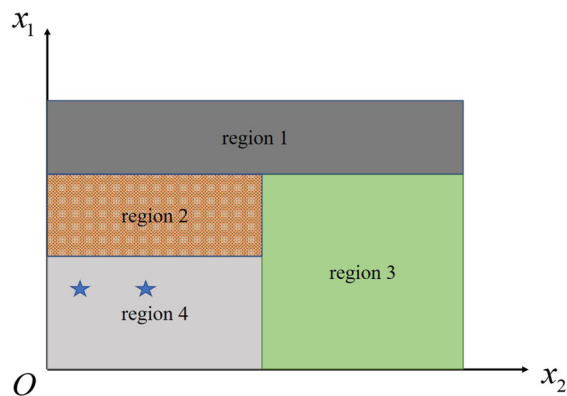 x₁
region 1
region 2
region 3
region 4
O
x₂